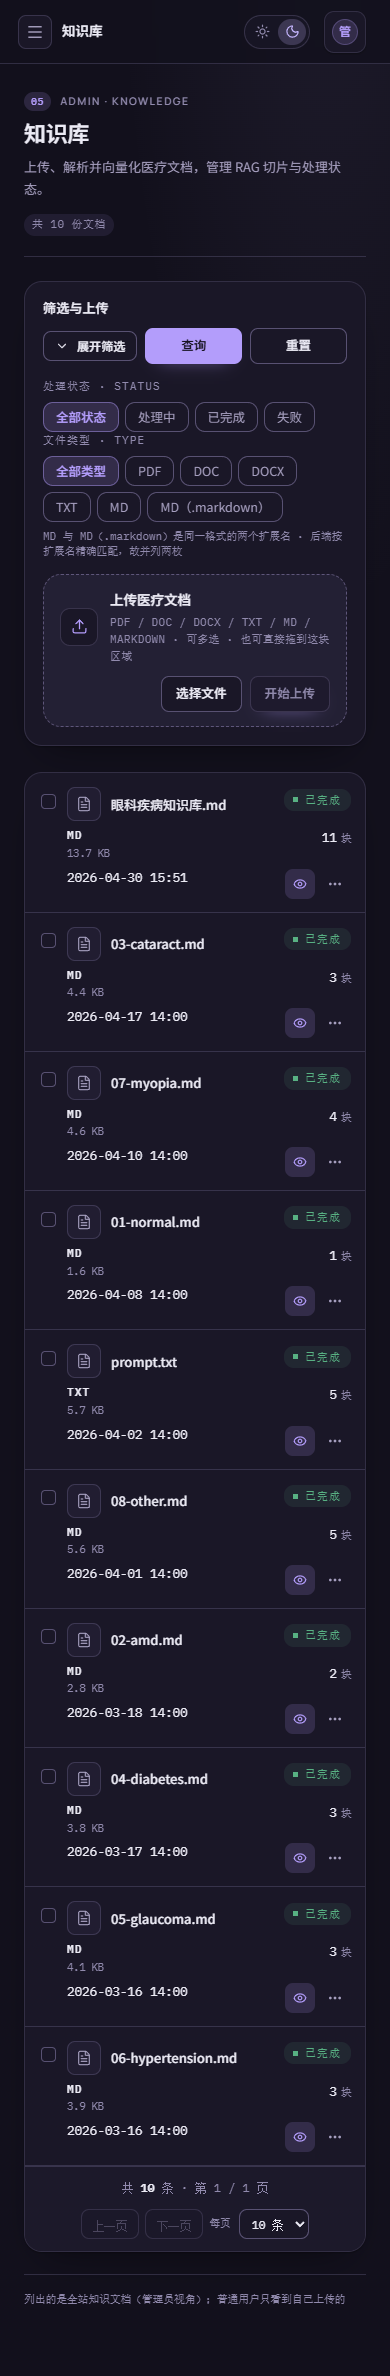 知识库
管
05 ADMIN · KNOWLEDGE
知识库
上传、解析并向量化医疗文档，管理 RAG 切片与处理状
态。
共 10 份文档
筛选与上传
展开筛选 查询 重置
处理状态 · STATUS
全部状态 处理中 已完成 失败
文件类型 · TYPE
全部类型 PDF DOC DOCX
TXT MD MD（.markdown）
MD 与 MD（.markdown）是同一格式的两个扩展名 · 后端按
扩展名精确匹配，故并列两枚
上传医疗文档
PDF / DOC / DOCX / TXT / MD /
MARKDOWN · 可多选 · 也可直接拖到这块
区域
选择文件 开始上传
眼科疾病知识库.md 已完成
MD 11 块
13.7 KB
2026-04-30 15:51
03-cataract.md 已完成
MD 3 块
4.4 KB
2026-04-17 14:00
07-myopia.md 已完成
MD 4 块
4.6 KB
2026-04-10 14:00
01-normal.md 已完成
MD 1 块
1.6 KB
2026-04-08 14:00
prompt.txt 已完成
TXT 5 块
5.7 KB
2026-04-02 14:00
08-other.md 已完成
MD 5 块
5.6 KB
2026-04-01 14:00
02-amd.md 已完成
MD 2 块
2.8 KB
2026-03-18 14:00
04-diabetes.md 已完成
MD 3 块
3.8 KB
2026-03-17 14:00
05-glaucoma.md 已完成
MD 3 块
4.1 KB
2026-03-16 14:00
06-hypertension.md 已完成
MD 3 块
3.9 KB
2026-03-16 14:00
共 10 条 · 第 1 / 1 页
上一页 下一页 每页 10 条
列出的是全站知识文档（管理员视角）；普通用户只看到自己上传的